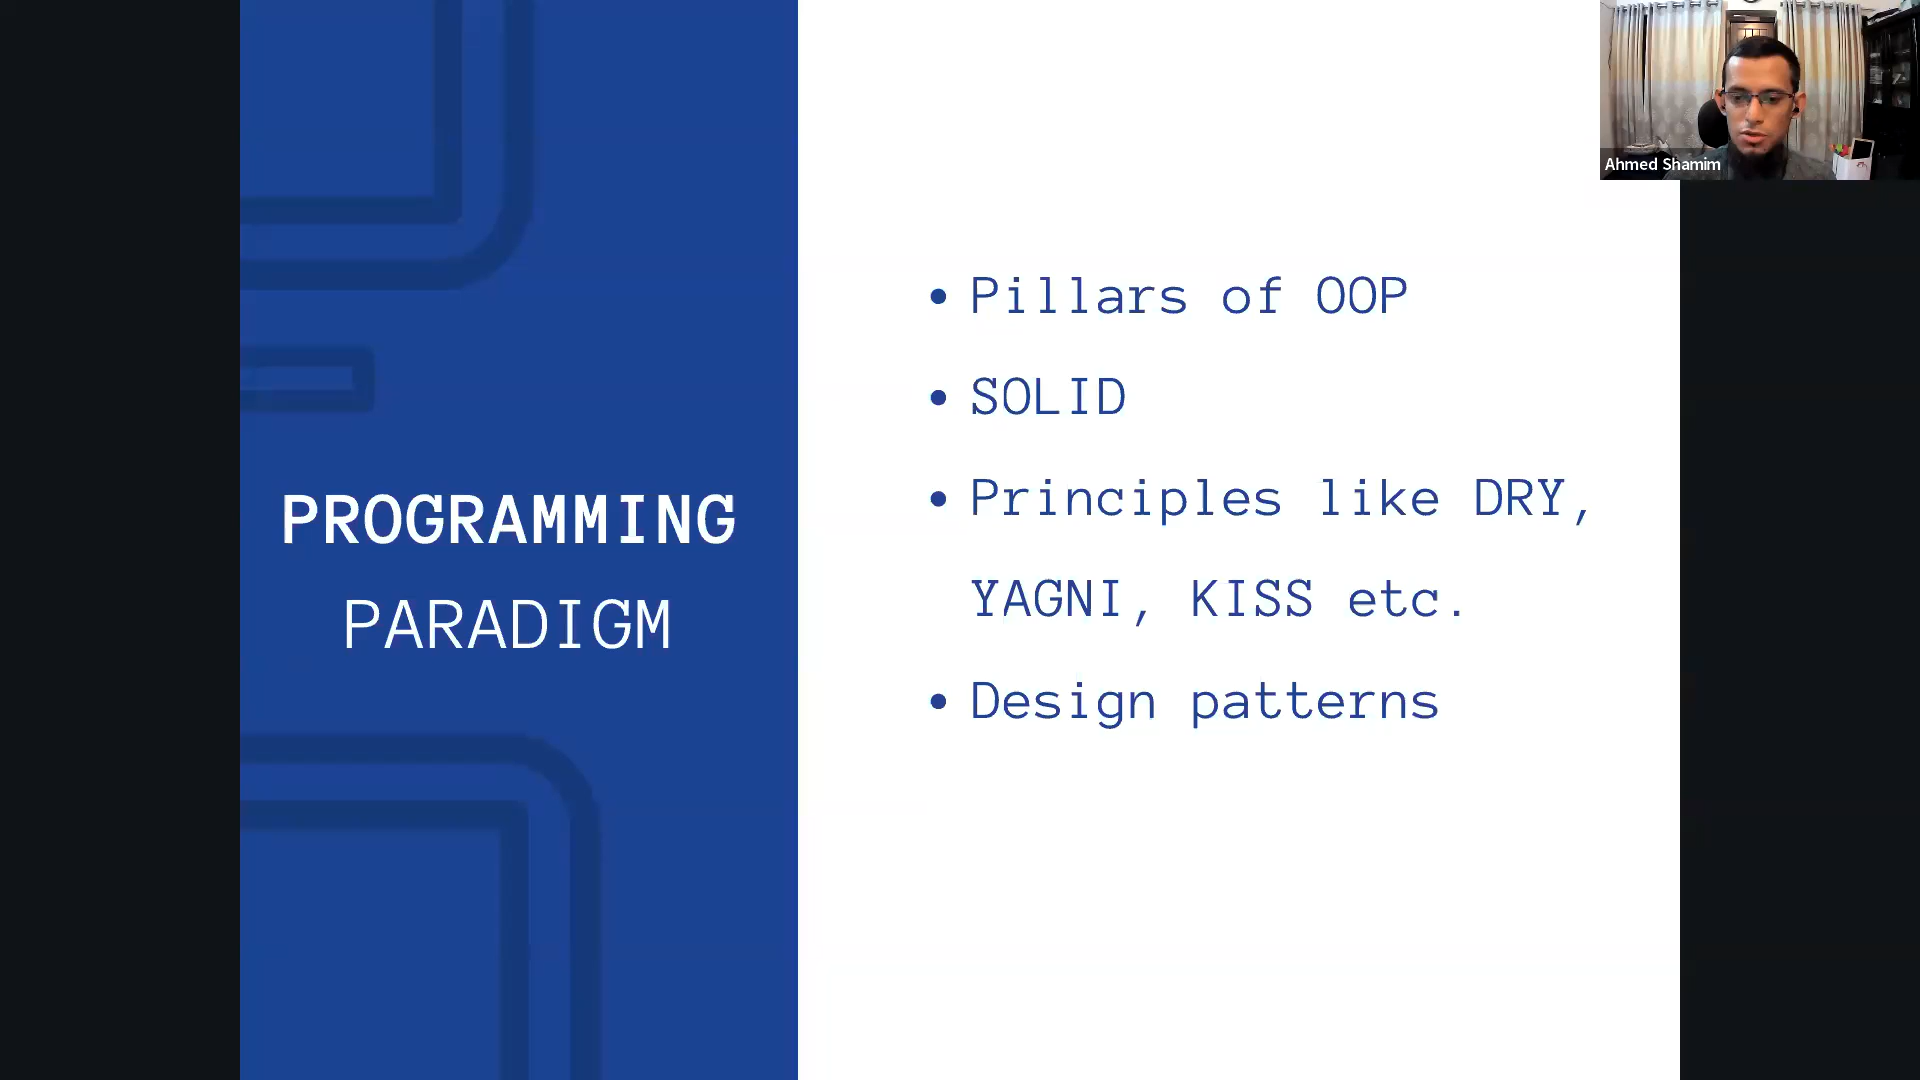 PROGRAMMING
PARADIGM
• Pillars of OOP
• SOLID
• Principles like DRY,
YAGNI, KISS etc.
• Design patterns
Ahmed Shamim